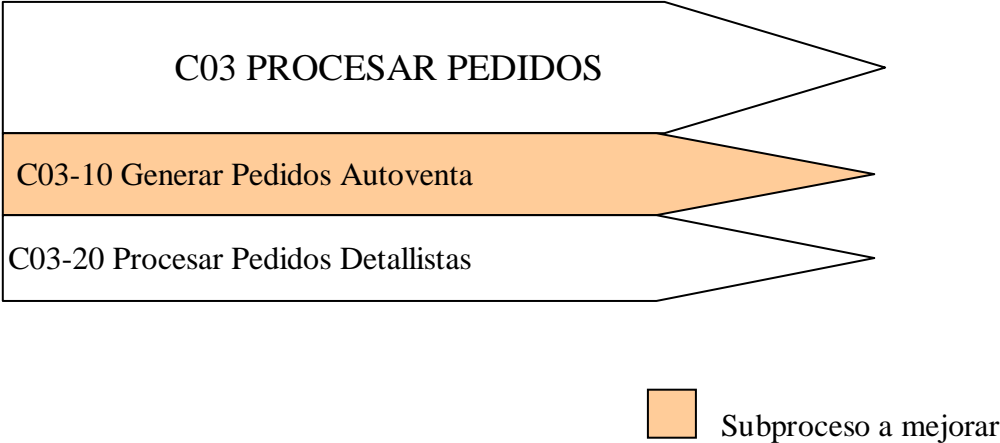 C03 PROCESAR PEDIDOS
C03-10 Generar Pedidos Autoventa
C03-20 Procesar Pedidos Detallistas
Subproceso a mejorar